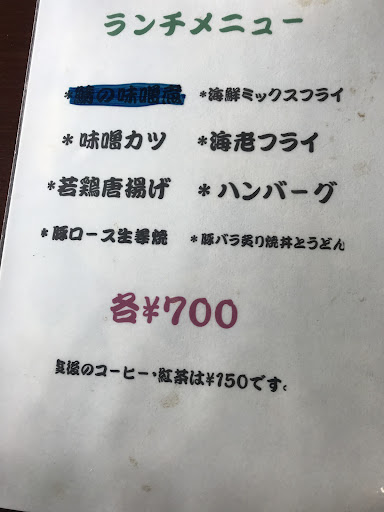 ランチメニュー
*鯖の味噌煮 *海鮮ミックスフライ
*味噌カツ *海老フライ
*若鶏唐揚げ *ハンバーグ
*豚ロース生姜焼 *豚バラ炙り焼丼とうどん
各¥700
食後のコーヒー・紅茶は¥150です。